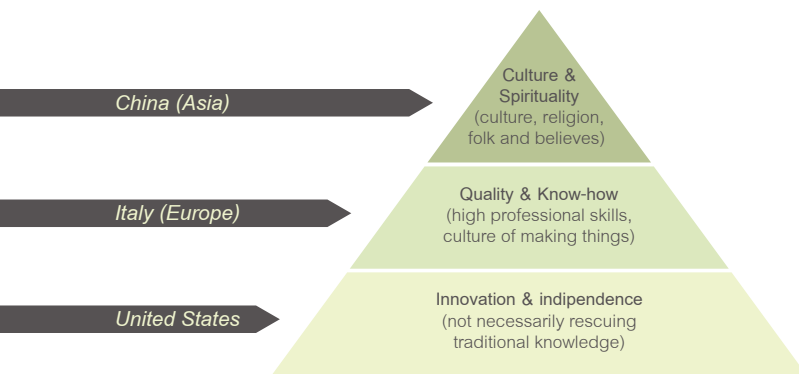 China (Asia)
Culture &
Spirituality
(culture, religion,
folk and believes)
Italy (Europe)
Quality & Know-how
(high professional skills,
culture of making things)
United States
Innovation & indipendence
(not necessarily rescuing
traditional knowledge)